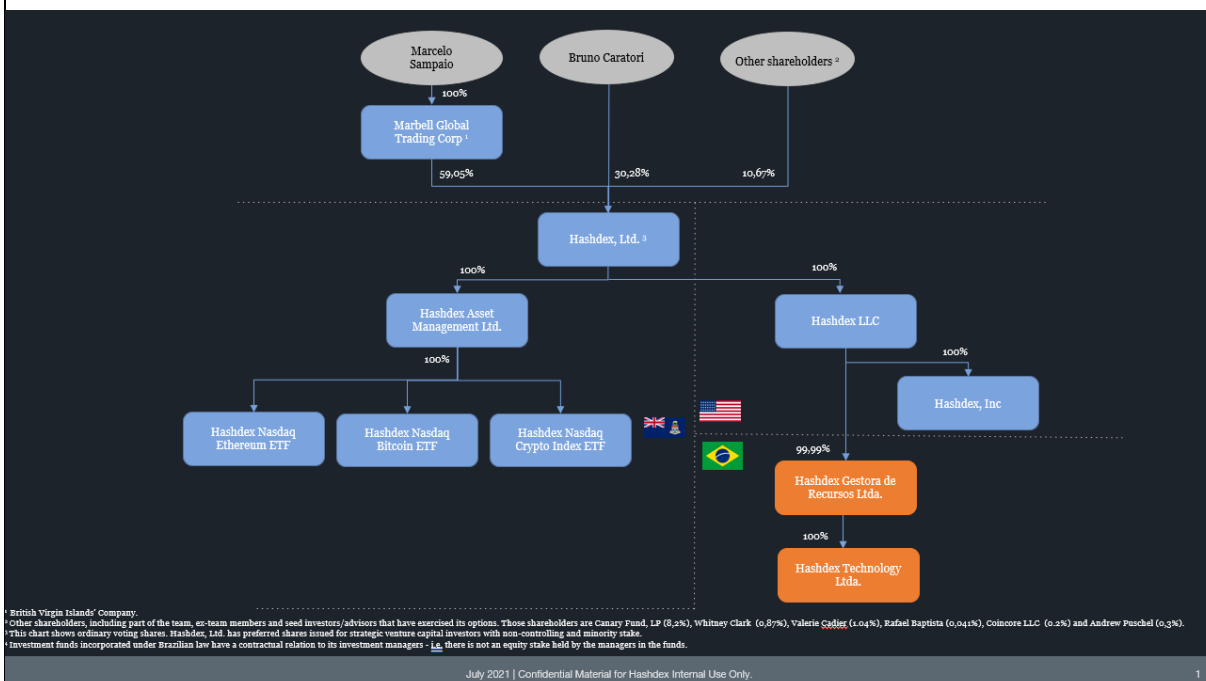 Marcelo
Sampaio
Bruno Caratori
Other shareholders ²
100%
Marbell Global
Trading Corp ¹
59,05%
30,28%
10,67%
Hashdex, Ltd. ³
100%
100%
Hashdex Asset
Management Ltd.
Hashdex LLC
100%
100%
Hashdex, Inc
Hashdex Nasdaq
Ethereum ETF
Hashdex Nasdaq
Bitcoin ETF
Hashdex Nasdaq
Crypto Index ETF
99,99%
Hashdex Gestora de
Recursos Ltda.
100%
Hashdex Technology
Ltda.
¹ British Virgin Islands' Company.
² Other shareholders, including part of the team, ex-team members and seed investors/advisors that have exercised its options. Those shareholders are Canary Fund, LP (8,2%), Whitney Clark (0,87%), Valerie Cadier (1.04%), Rafael Baptista (0,041%), Coincore LLC (0.2%) and Andrew Puschel (0,3%).
³ This chart shows ordinary voting shares. Hashdex, Ltd. has preferred shares issued for strategic venture capital investors with non-controlling and minority stake.
⁴ Investment funds incorporated under Brazilian law have a contractual relation to its investment managers - i.e. there is not an equity stake held by the managers in the funds.
July 2021 | Confidential Material for Hashdex Internal Use Only.
1